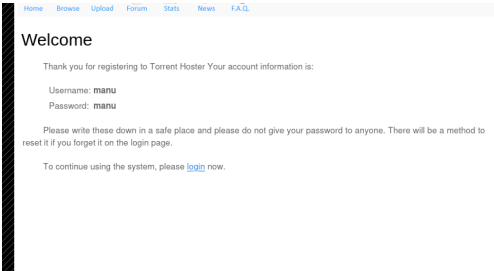 Home Browse Upload Forum Stats News F.A.Q.
Welcome
Thank you for registering to Torrent Hoster Your account information is:
Username: manu
Password: manu
Please write these down in a safe place and please do not give your password to anyone. There will be a method to
reset it if you forget it on the login page.
To continue using the system, please login now.